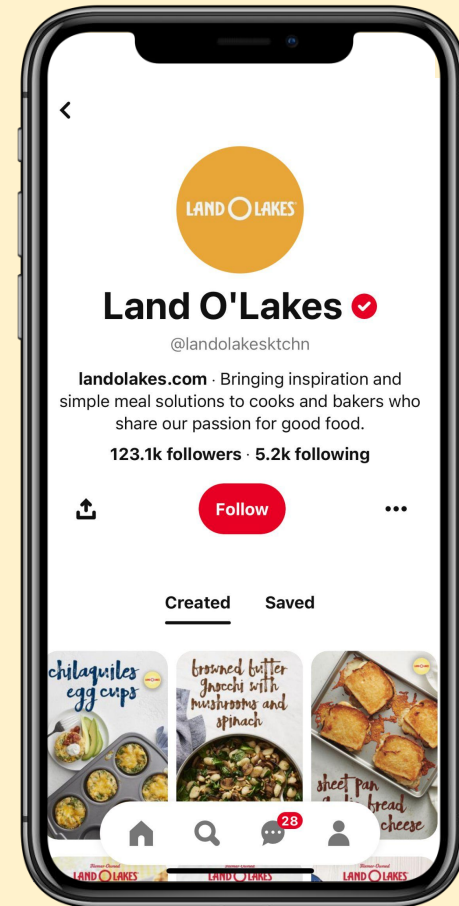 LAND O LAKES
Land O'Lakes
@landolakesktchn
landolakes.com · Bringing inspiration and
simple meal solutions to cooks and bakers who
share our passion for good food.
123.1k followers · 5.2k following
Follow
Created
Saved
chilaquiles
egg cups
browned butter
gnocchi with
mushrooms and
spinach
sheet pan
bread
cheese
28
LAND O LAKES
LAND O LAKES
LAND O LAKES